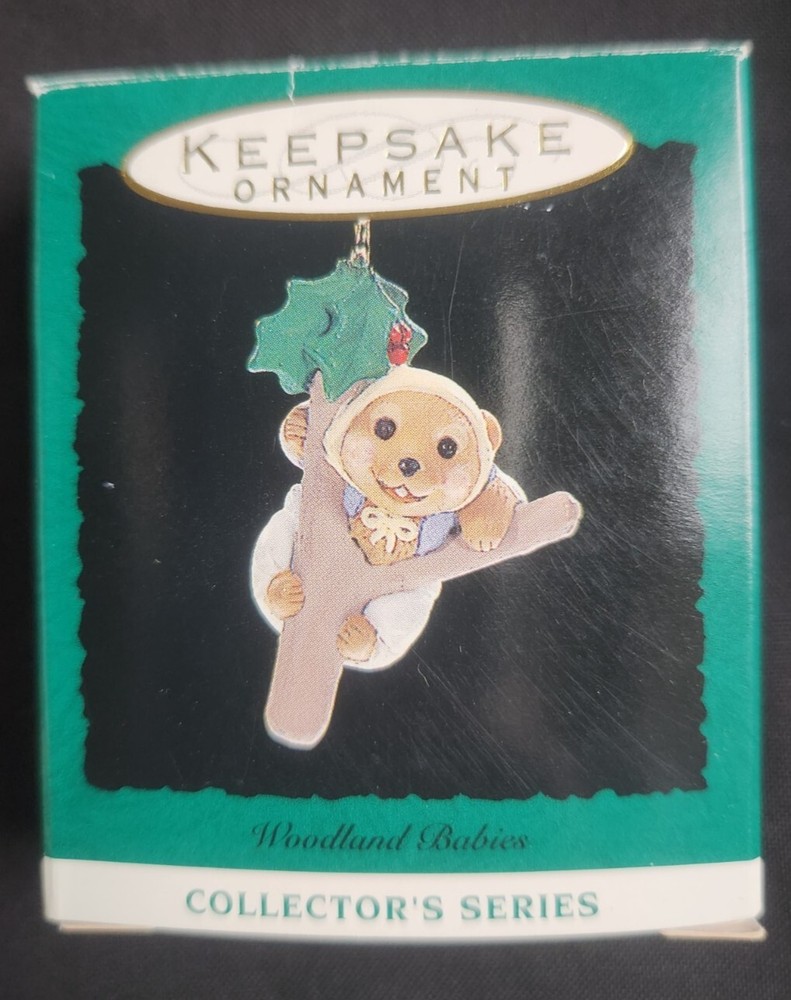 KEEPSAKE
ORNAMENT
Woodland Babies
COLLECTOR'S SERIES